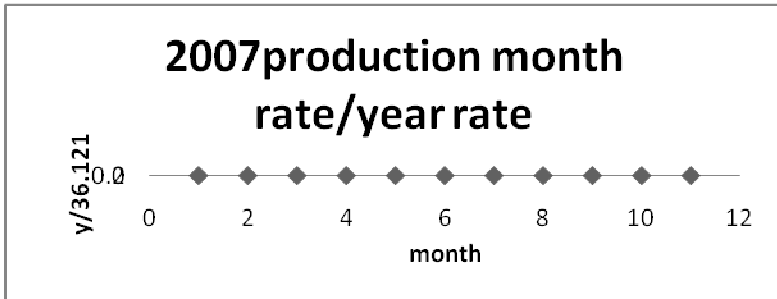 2007production month
rate/year rate
y/36.121
0 2 4 6 8 10 12
month